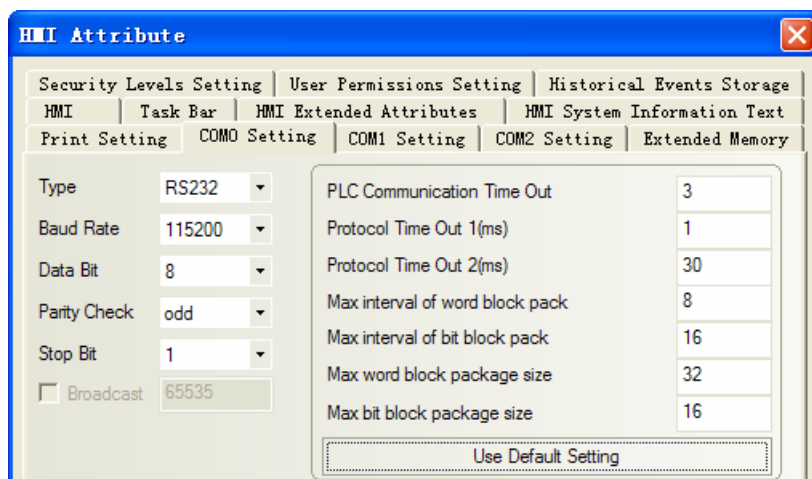 HMI Attribute
Security Levels Setting User Permissions Setting Historical Events Storage
HMI Task Bar HMI Extended Attributes HMI System Information Text
Print Setting COM0 Setting COM1 Setting COM2 Setting Extended Memory
Type RS232
Baud Rate 115200
Data Bit 8
Parity Check odd
Stop Bit 1
Broadcast 65535
PLC Communication Time Out 3
Protocol Time Out 1(ms) 1
Protocol Time Out 2(ms) 30
Max interval of word block pack 8
Max interval of bit block pack 16
Max word block package size 32
Max bit block package size 16
Use Default Setting